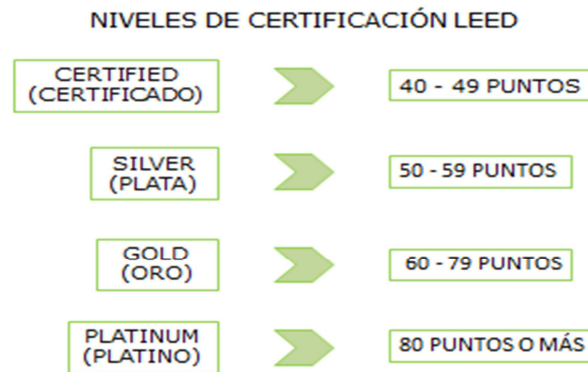 NIVELES DE CERTIFICACIÓN LEED
CERTIFIED
(CERTIFICADO)
40 - 49 PUNTOS
SILVER
(PLATA)
50 - 59 PUNTOS
GOLD
(ORO)
60 - 79 PUNTOS
PLATINUM
(PLATINO)
80 PUNTOS O MÁS